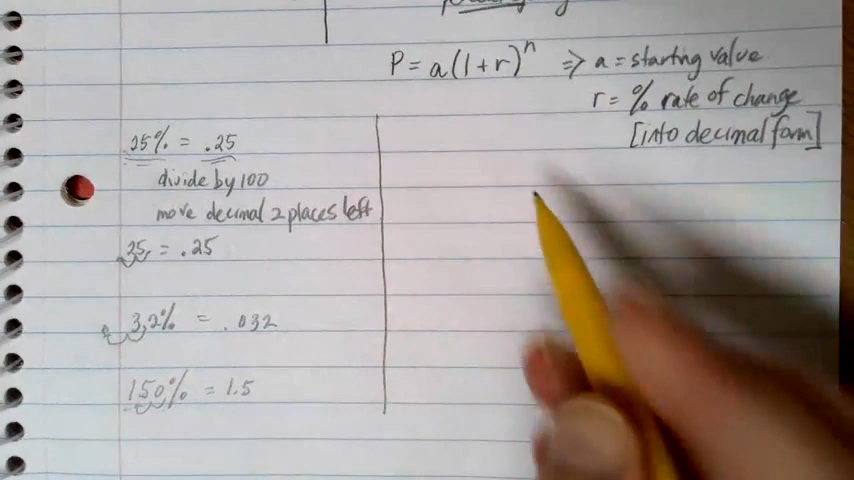 P = a(1+r)^n ⇒ a = starting value
r = % rate of change
[into decimal form]
25% = .25
divide by 100
move decimal 2 places left
25 = .25
3.2% = .032
150% = 1.5